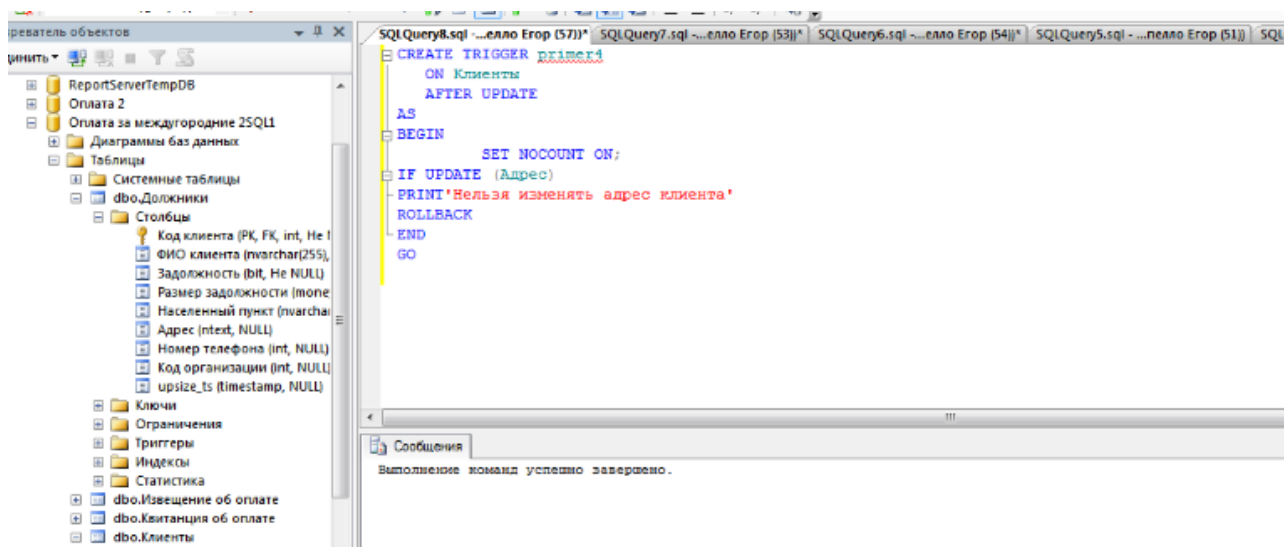 реватель объектов
SQLQuery8.sql -...елло Егор (57))* SQLQuery7.sql -...елло Егор (53))* SQLQuery6.sql -...елло Егор (54))* SQLQuery5.sql - ...пелло Егор (51)) SQL
динить
ReportServerTempDB
Оплата 2
Оплата за междугородние 2SQL1
Диаграммы баз данных
Таблицы
Системные таблицы
dbo.Должники
Столбцы
Код клиента (PK, FK, int, Не
ФИО клиента (nvarchar(255),
Задолжность (bit, Не NULL)
Размер задолжности (mone
Населенный пункт (nvarchar
Адрес (ntext, NULL)
Номер телефона (int, NULL)
Код организации (int, NULL
upsize_ts (timestamp, NULL)
Ключи
Ограничения
Триггеры
Индексы
Статистика
dbo.Извещение об оплате
dbo.Квитанция об оплате
dbo.Клиенты
CREATE TRIGGER primer4
ON Клиенты
AFTER UPDATE
AS
BEGIN
SET NOCOUNT ON;
IF UPDATE (Адрес)
PRINT'Нельзя изменять адрес клиента'
ROLLBACK
END
GO
Сообщения
Выполнение команд успешно завершено.